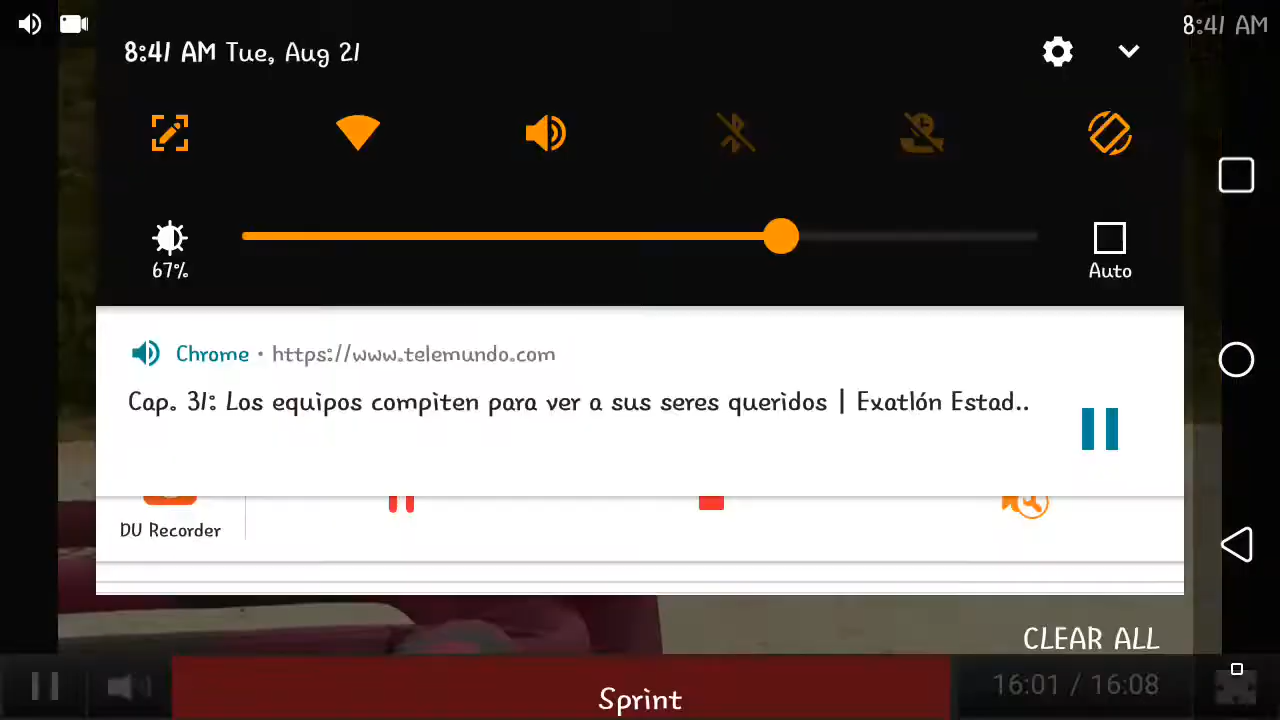 8:41 AM
8:41 AM Tue, Aug 21
67%
Auto
Chrome • https://www.telemundo.com
Cap. 31: Los equipos compiten para ver a sus seres queridos | Exatlón Estad..
DU Recorder
CLEAR ALL
Sprint
16:01 / 16:08